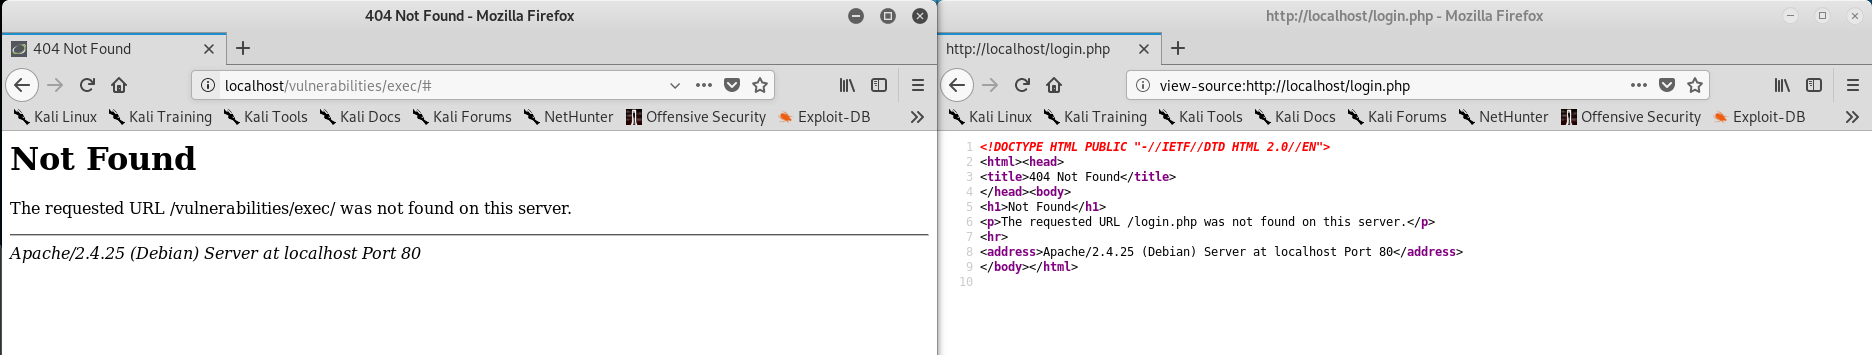 404 Not Found - Mozilla Firefox
404 Not Found
localhost/vulnerabilities/exec/#
Kali Linux Kali Training Kali Tools Kali Docs Kali Forums NetHunter Offensive Security Exploit-DB
Not Found
The requested URL /vulnerabilities/exec/ was not found on this server.
Apache/2.4.25 (Debian) Server at localhost Port 80
http://localhost/login.php - Mozilla Firefox
http://localhost/login.php
view-source:http://localhost/login.php
Kali Linux Kali Training Kali Tools Kali Docs Kali Forums NetHunter Offensive Security Exploit-DB
1 <!DOCTYPE HTML PUBLIC "-//IETF//DTD HTML 2.0//EN">
2 <html><head>
3 <title>404 Not Found</title>
4 </head><body>
5 <h1>Not Found</h1>
6 <p>The requested URL /login.php was not found on this server.</p>
7 <hr>
8 <address>Apache/2.4.25 (Debian) Server at localhost Port 80</address>
9 </body></html>
10